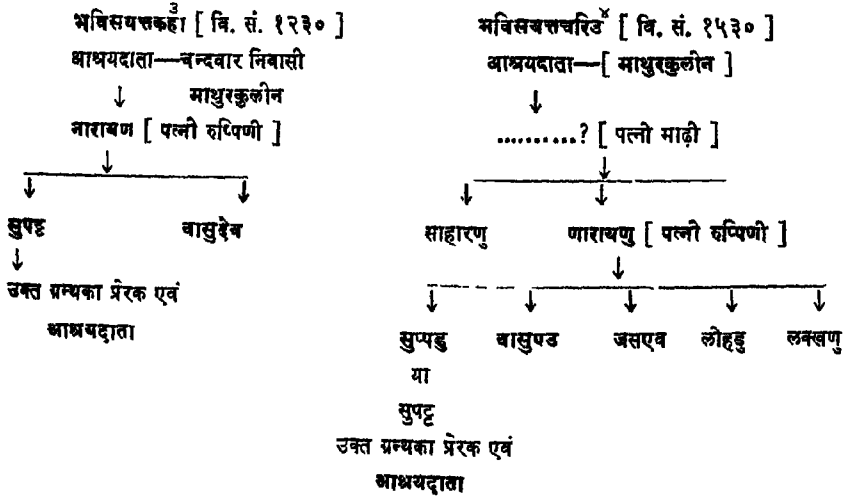 भविसयत्तकहा³ [ वि. सं. १२३० ]
आश्रयदाता—चन्दवार निवासी
माथुरकुलीन
नारायण [ पत्नी रुप्पिणी ]
सुपट्ट वासुदेव
उक्त ग्रन्थका प्रेरक एवं
आश्रयदाता
भविसयत्तचरिउ⁴ [ वि. सं. १५३० ]
आश्रयदाता—[ माथुरकुलीन ]
..........? [ पत्नी माढ़ी ]
साहारणु णारायणु [ पत्नी रुप्पिणी ]
सुप्पडु वासुएउ जसएव लोहडु लक्खणु
या
सुपट्ट
उक्त ग्रन्थका प्रेरक एवं
आश्रयदाता